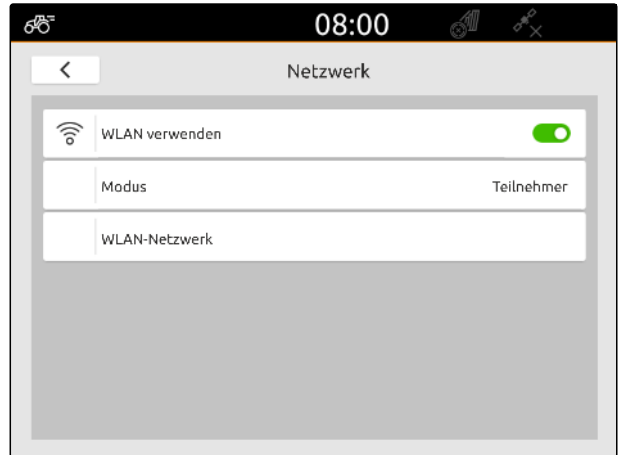 08:00
Netzwerk
WLAN verwenden
Modus Teilnehmer
WLAN-Netzwerk